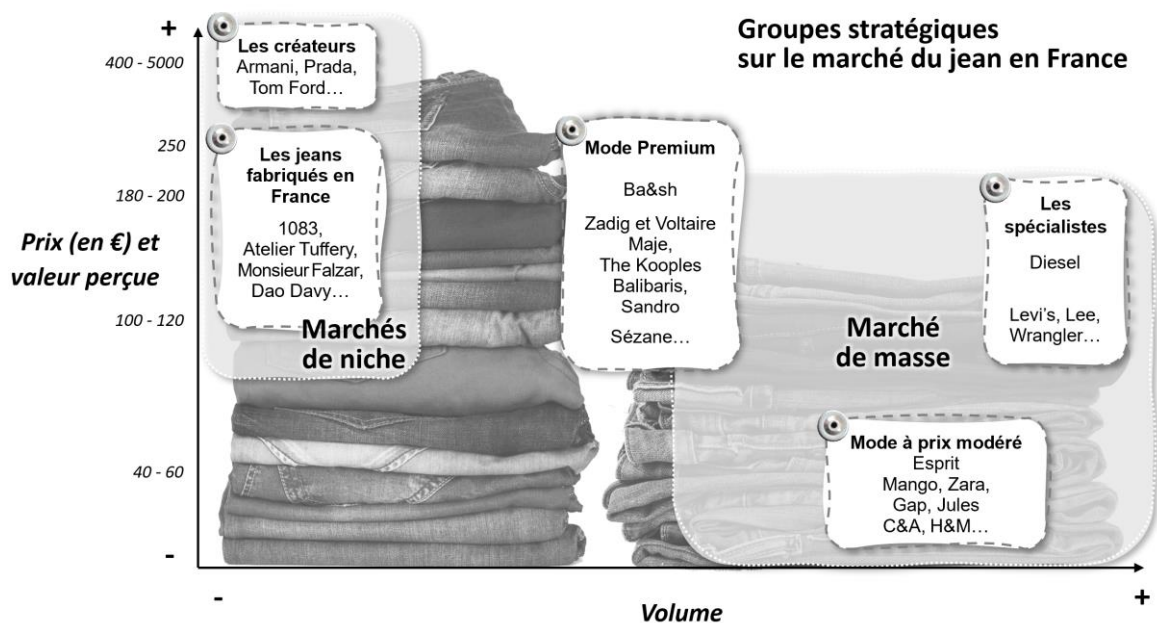 Groupes stratégiques
sur le marché du jean en France
+
400 - 5000
250
180 - 200
Prix (en €) et
valeur perçue
100 - 120
40 - 60
-
Les créateurs
Armani, Prada,
Tom Ford…
Les jeans
fabriqués en
France
1083,
Atelier Tuffery,
Monsieur Falzar,
Dao Davy…
Marchés
de niche
Mode Premium
Ba&sh
Zadig et Voltaire
Maje,
The Kooples
Balibaris,
Sandro
Sézane…
Les
spécialistes
Diesel
Levi's, Lee,
Wrangler…
Marché
de masse
Mode à prix modéré
Esprit
Mango, Zara,
Gap, Jules
C&A, H&M…
-
Volume
+